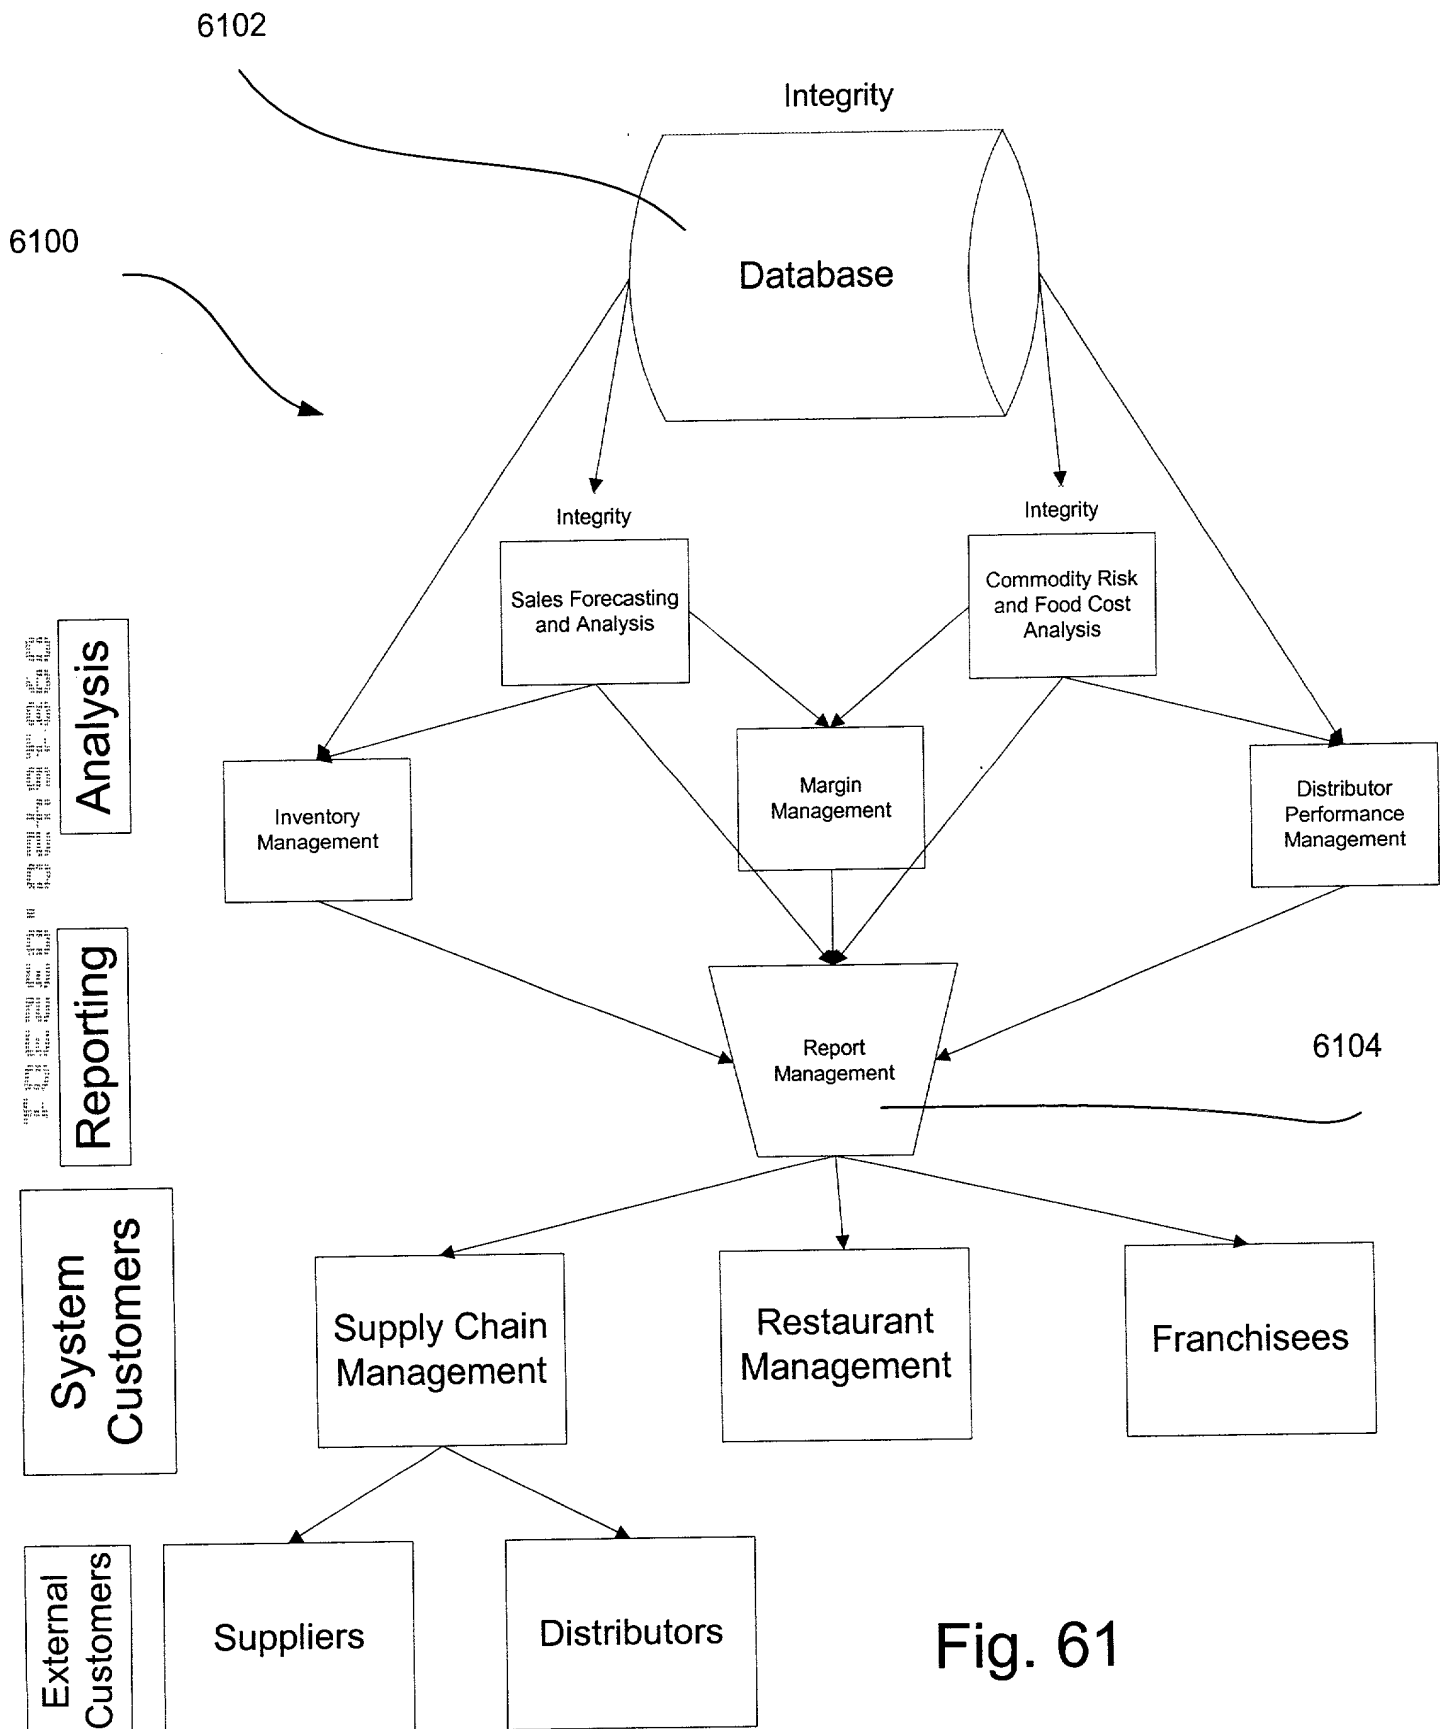 6102
Integrity
6100
Database
Integrity
Integrity
Sales Forecasting
and Analysis
Commodity Risk
and Food Cost
Analysis
Analysis
Margin
Management
Inventory
Management
Distributor
Performance
Management
Reporting
Report
Management
6104
System
Customers
Supply Chain
Management
Restaurant
Management
Franchisees
External
Customers
Suppliers
Distributors
Fig. 61